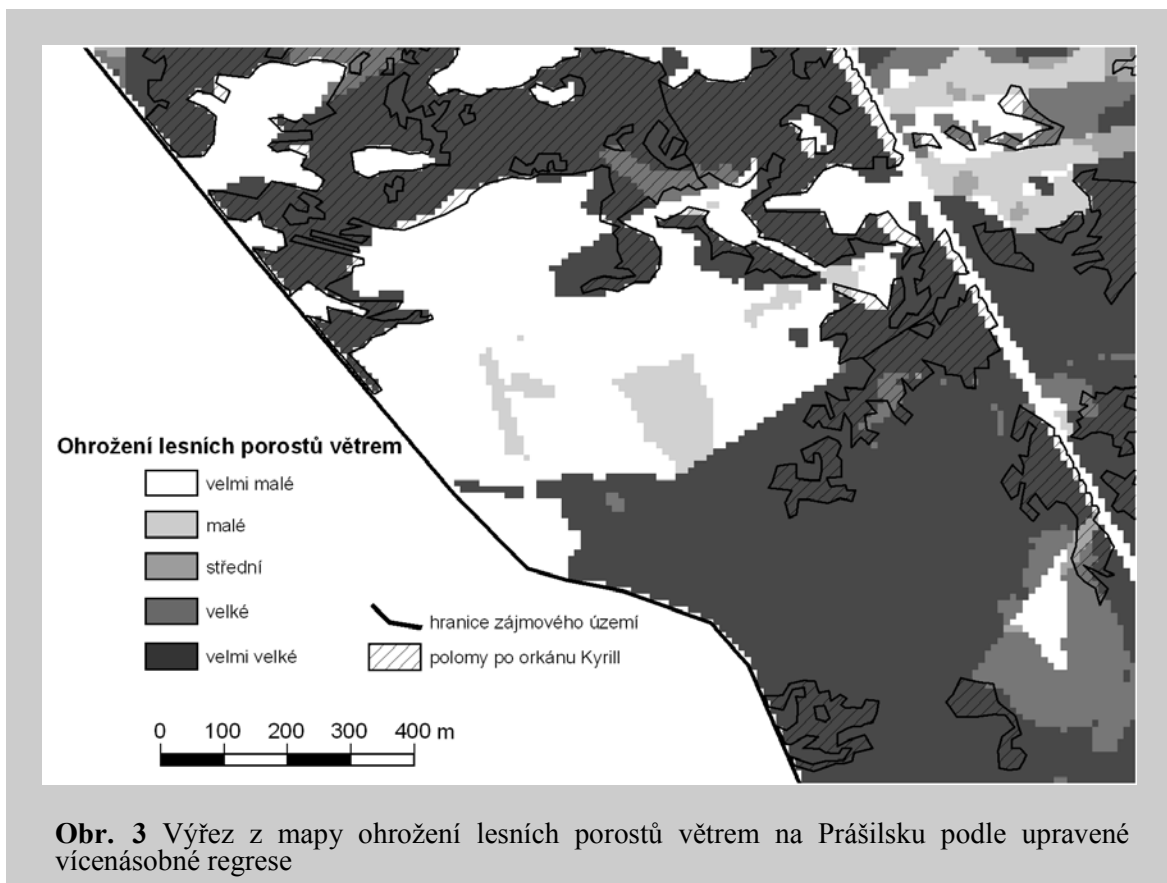 Ohrožení lesních porostů větrem
velmi malé
malé
střední
velké
velmi velké
hranice zájmového území
polomy po orkánu Kyrill
0 100 200 300 400 m
Obr. 3 Výřez z mapy ohrožení lesních porostů větrem na Prášilsku podle upravené
vícenásobné regrese